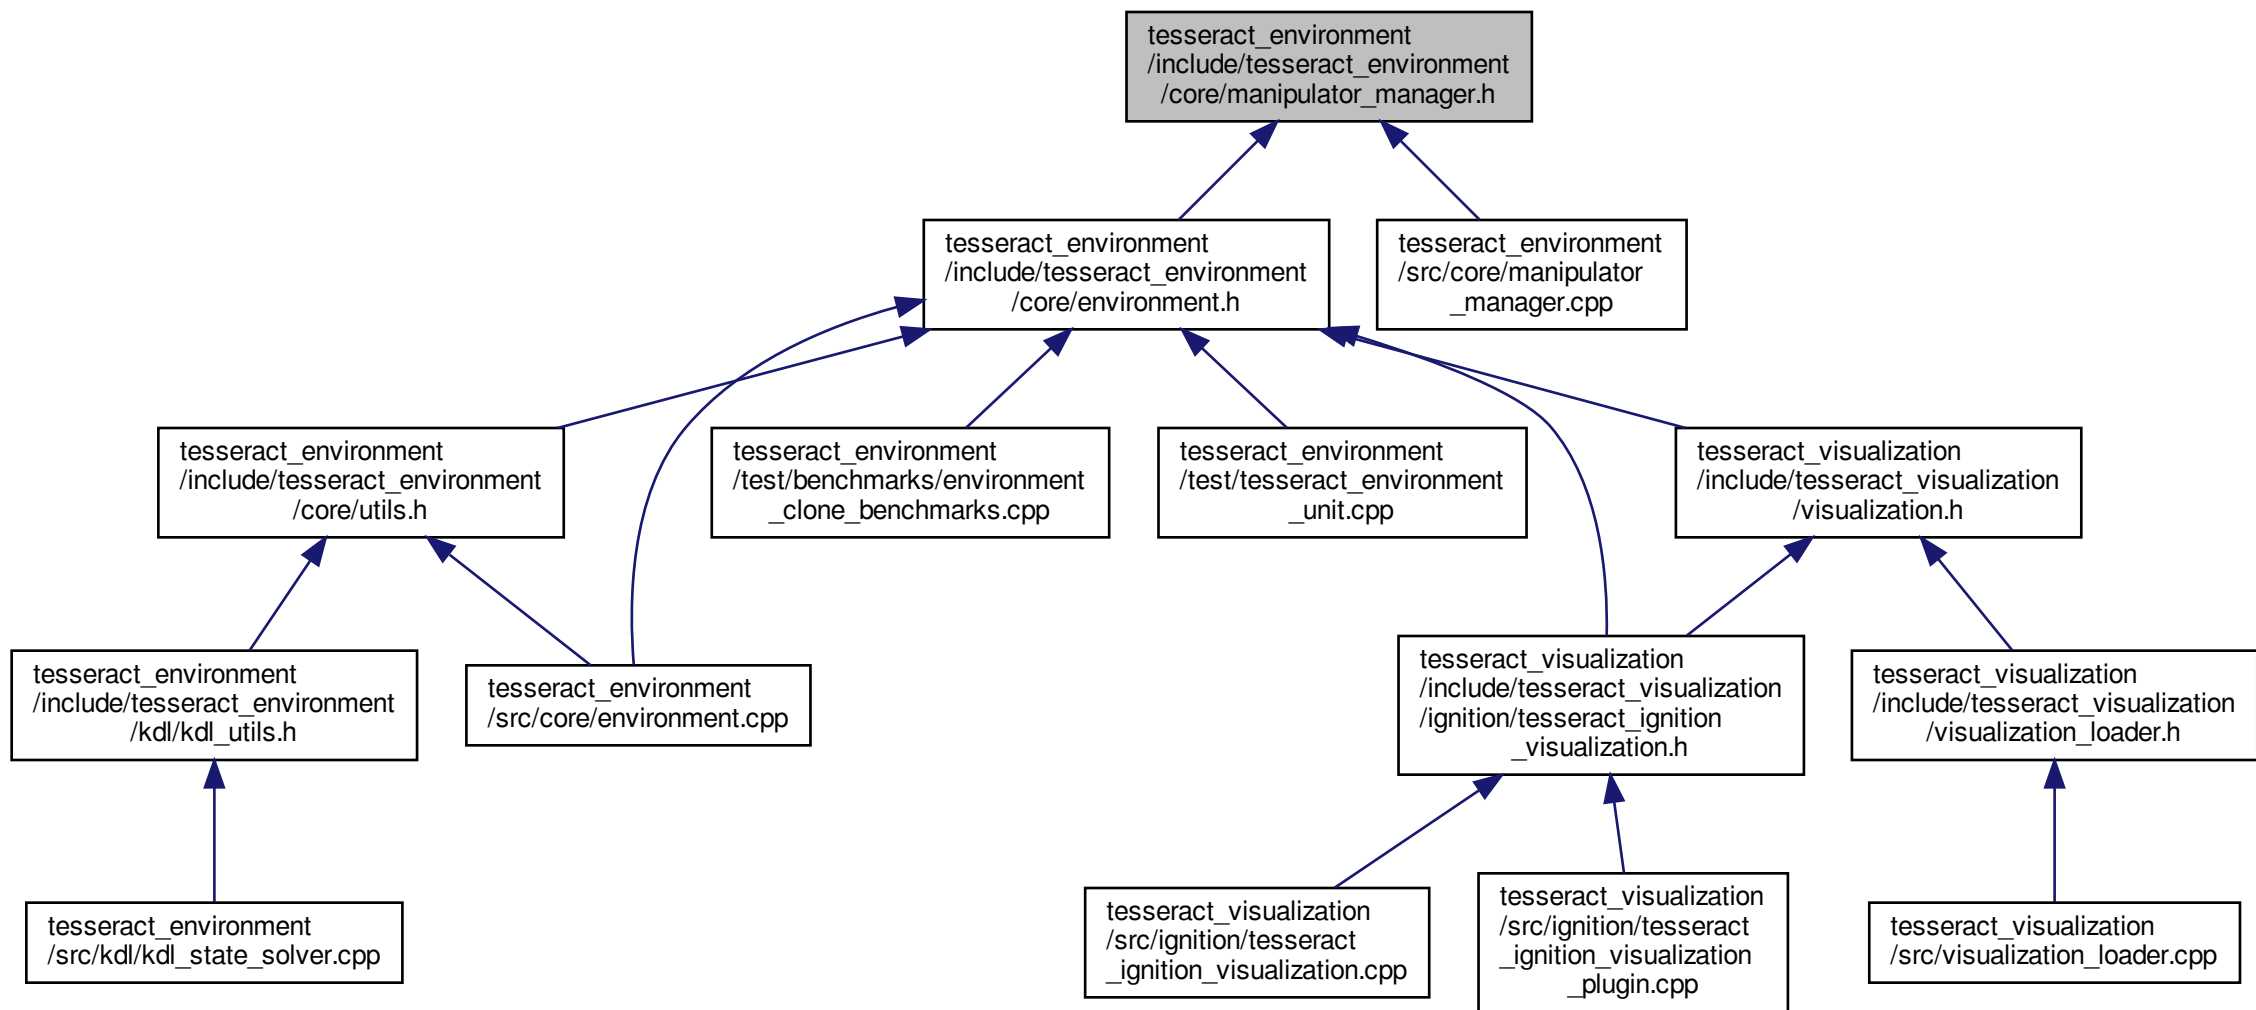 tesseract_environment
/include/tesseract_environment
/core/manipulator_manager.h
tesseract_environment
/include/tesseract_environment
/core/environment.h
tesseract_environment
/src/core/manipulator
_manager.cpp
tesseract_environment
/include/tesseract_environment
/core/utils.h
tesseract_environment
/test/benchmarks/environment
_clone_benchmarks.cpp
tesseract_environment
/test/tesseract_environment
_unit.cpp
tesseract_visualization
/include/tesseract_visualization
/visualization.h
tesseract_environment
/include/tesseract_environment
/kdl/kdl_utils.h
tesseract_environment
/src/core/environment.cpp
tesseract_visualization
/include/tesseract_visualization
/ignition/tesseract_ignition
_visualization.h
tesseract_visualization
/include/tesseract_visualization
/visualization_loader.h
tesseract_environment
/src/kdl/kdl_state_solver.cpp
tesseract_visualization
/src/ignition/tesseract
_ignition_visualization.cpp
tesseract_visualization
/src/ignition/tesseract
_ignition_visualization
_plugin.cpp
tesseract_visualization
/src/visualization_loader.cpp